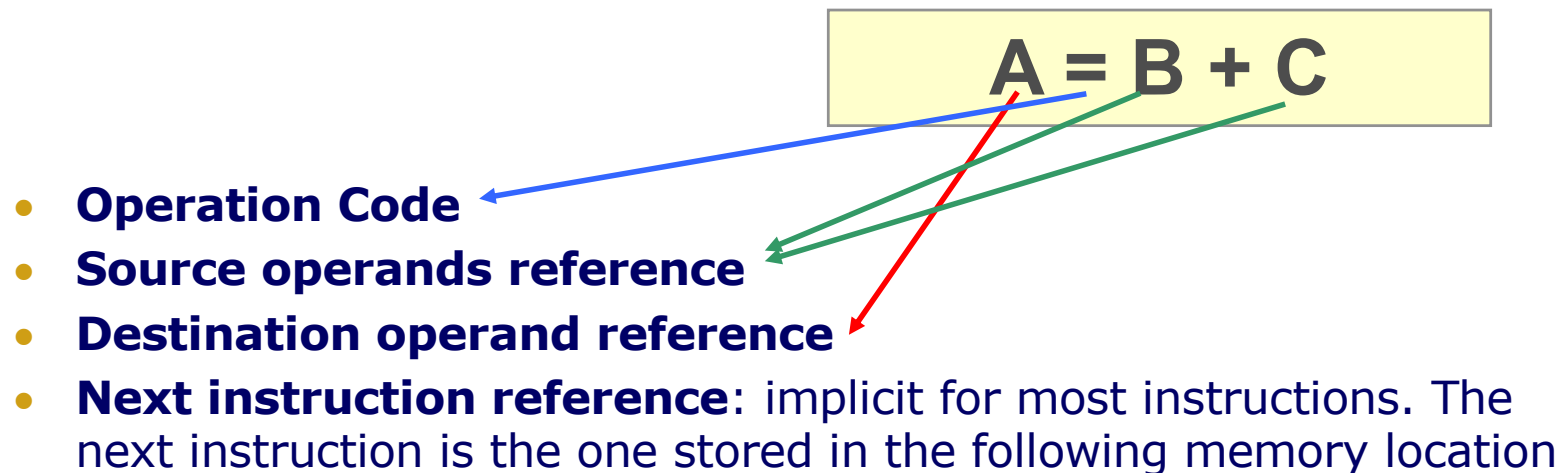 A = B + C
• Operation Code
• Source operands reference
• Destination operand reference
• Next instruction reference: implicit for most instructions. The
next instruction is the one stored in the following memory location